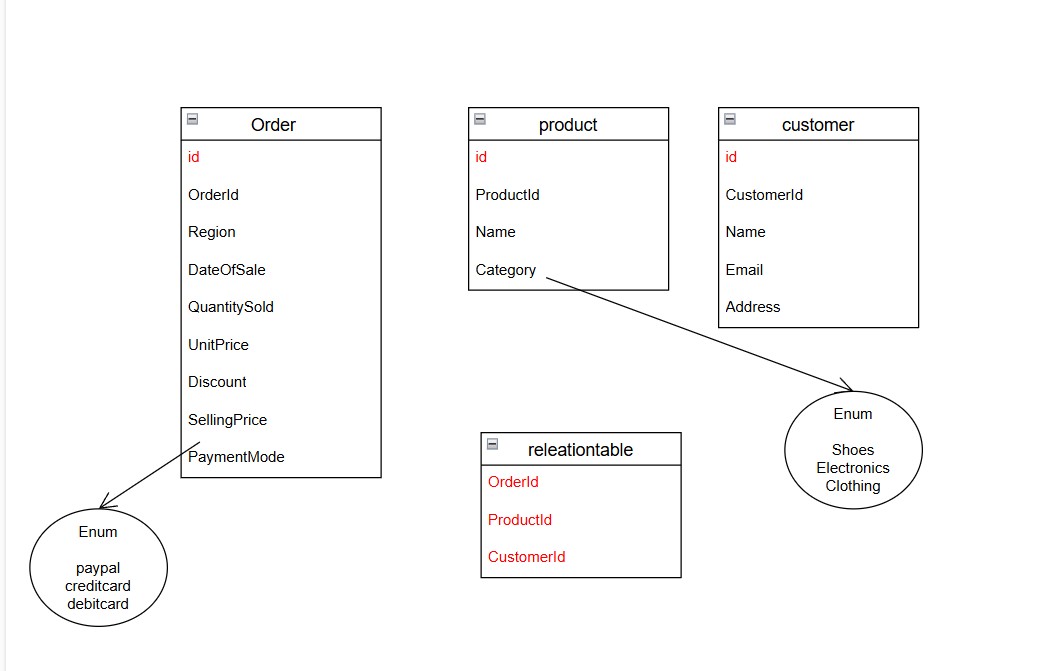 Order
id
OrderId
Region
DateOfSale
QuantitySold
UnitPrice
Discount
SellingPrice
PaymentMode
product
id
ProductId
Name
Category
customer
id
CustomerId
Name
Email
Address
Enum
Shoes
Electronics
Clothing
releationtable
OrderId
ProductId
CustomerId
Enum
paypal
creditcard
debitcard